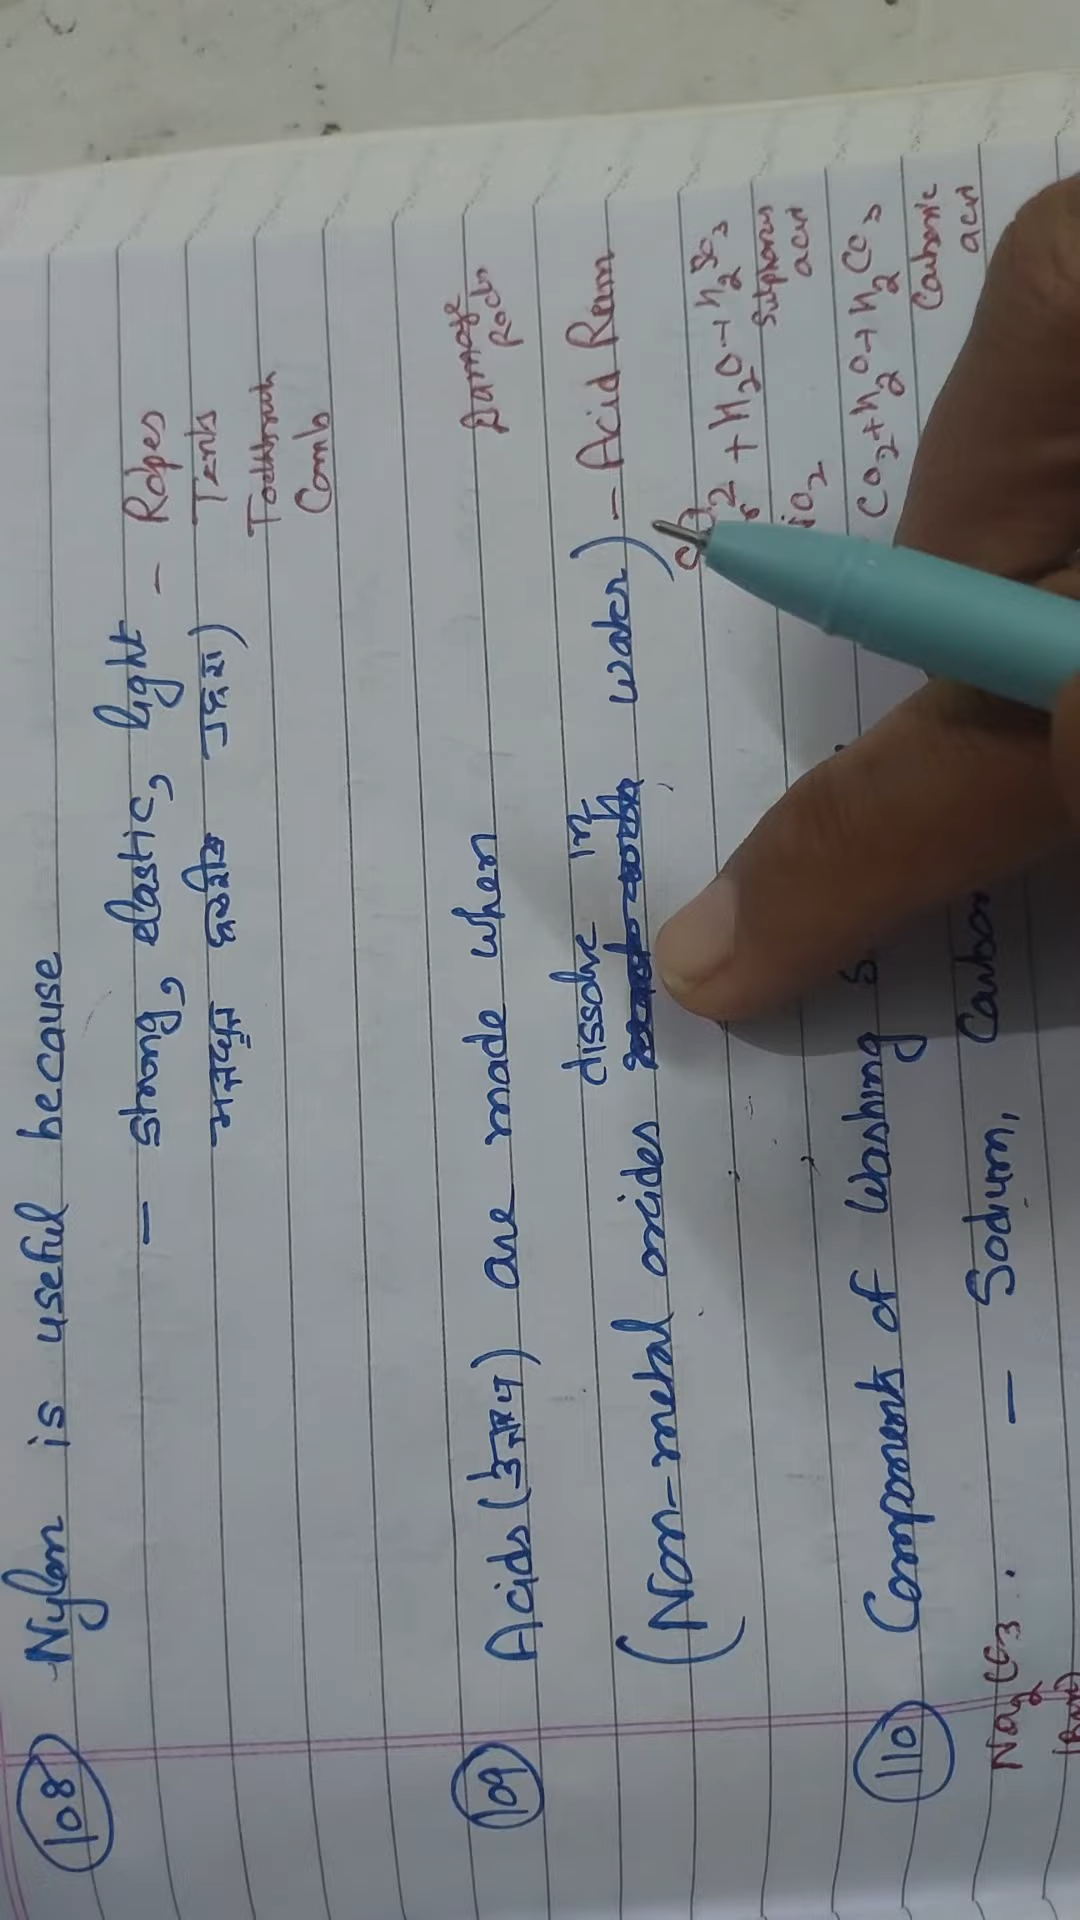 108 Nylon is useful because
- strong, elastic, light - Ropes
मजबूत लचीला हल्का) Tents
Toothbrush
Comb
109 Acids (अम्ल) are made when Damage Rocks
dissolve in
(Non-metal oxides water) - Acid Rain
+ H2O → H2SO3
Sulphorus acid
iO2
CO2 + H2O → H2CO3
Carbonic acid
110 Components of Washing S
Na2CO3 - Sodium, Carbon